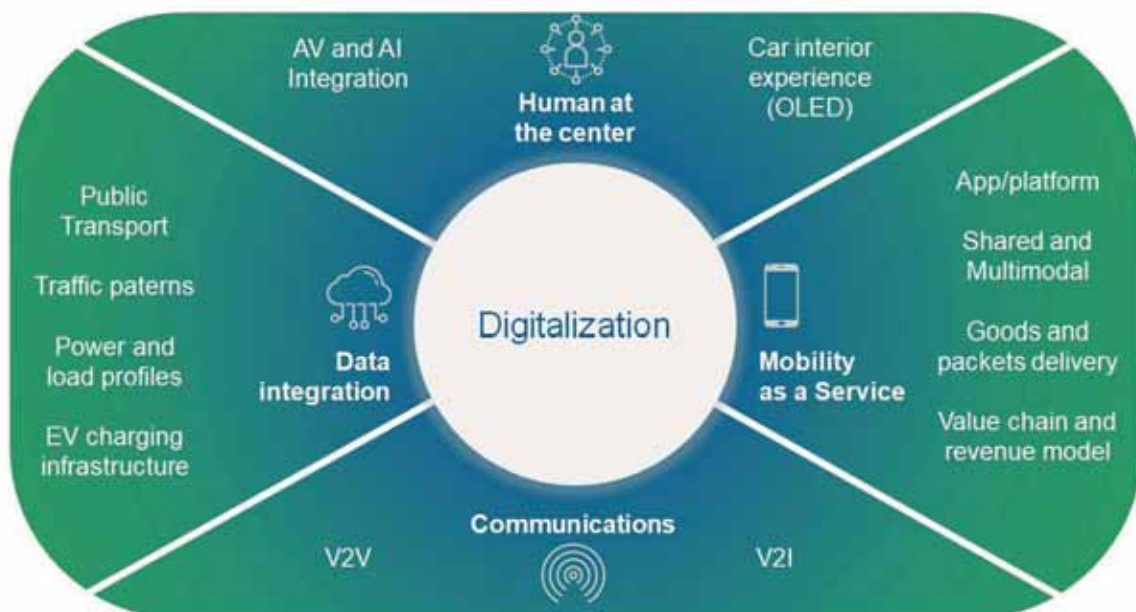 AV and AI
Integration
Human at
the center
Car interior
experience
(OLED)
Public
Transport
Traffic paterns
Power and
load profiles
EV charging
infrastructure
Data
integration
Digitalization
Mobility
as a Service
App/platform
Shared and
Multimodal
Goods and
packets delivery
Value chain and
revenue model
Communications
V2V
V2I